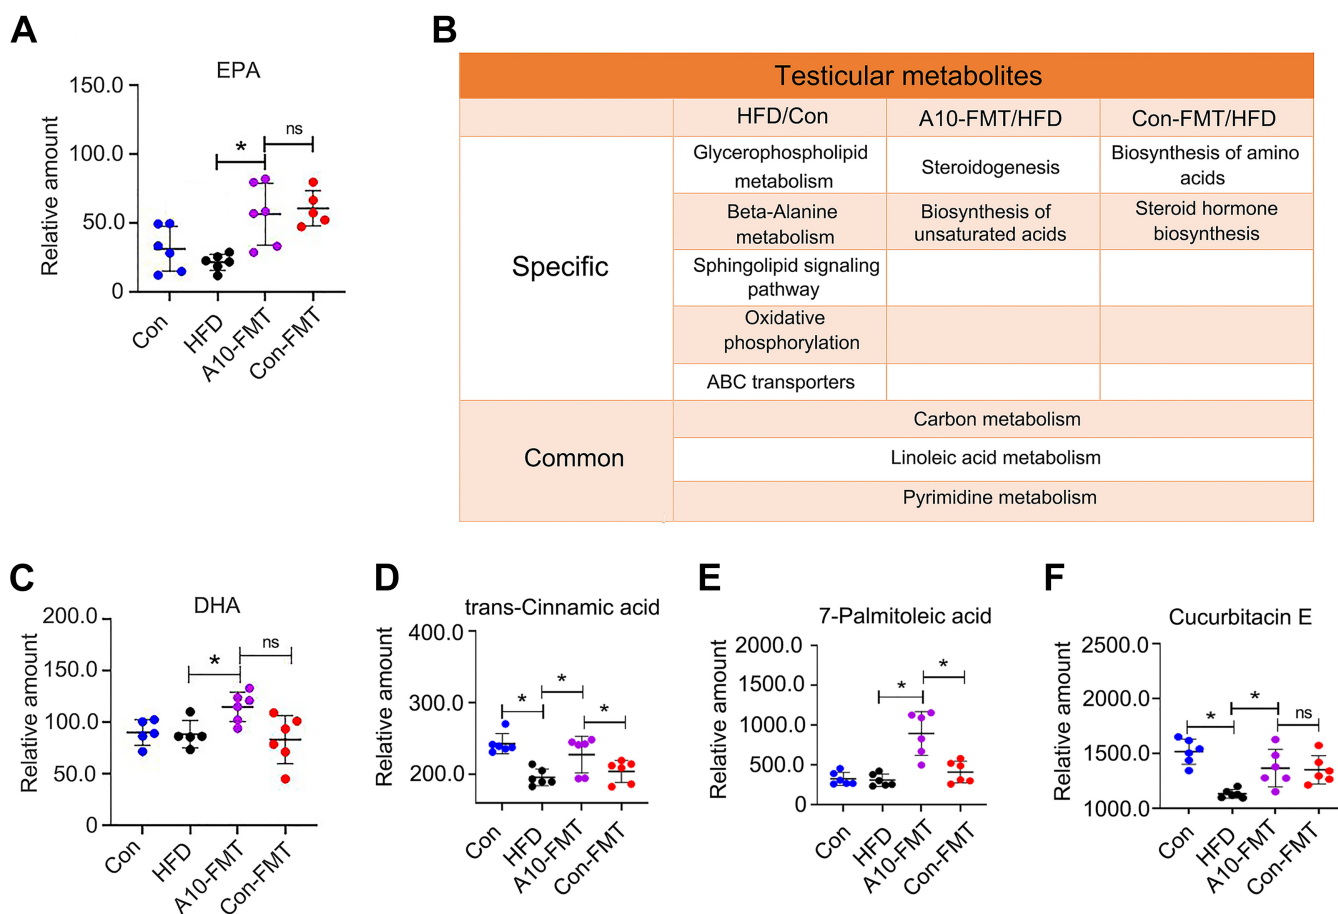 A
EPA
Relative amount
150.0
100.0
50.0
0
*
ns
Con
HFD
A10-FMT
Con-FMT
B
Testicular metabolites
HFD/Con
A10-FMT/HFD
Con-FMT/HFD
Specific
Glycerophospholipid
metabolism
Steroidogenesis
Biosynthesis of amino
acids
Beta-Alanine
metabolism
Biosynthesis of
unsaturated acids
Steroid hormone
biosynthesis
Sphingolipid signaling
pathway
Oxidative
phosphorylation
ABC transporters
Common
Carbon metabolism
Linoleic acid metabolism
Pyrimidine metabolism
C
DHA
Relative amount
200.0
100.0
50.0
0
*
ns
Con
HFD
A10-FMT
Con-FMT
D
trans-Cinnamic acid
Relative amount
400.0
300.0
200.0
*
*
*
Con
HFD
A10-FMT
Con-FMT
E
7-Palmitoleic acid
Relative amount
2000.0
1500.0
1000.0
500.0
0
*
*
Con
HFD
A10-FMT
Con-FMT
F
Cucurbitacin E
Relative amount
2500.0
1500.0
1500.0
1000.0
*
*
ns
Con
HFD
A10-FMT
Con-FMT